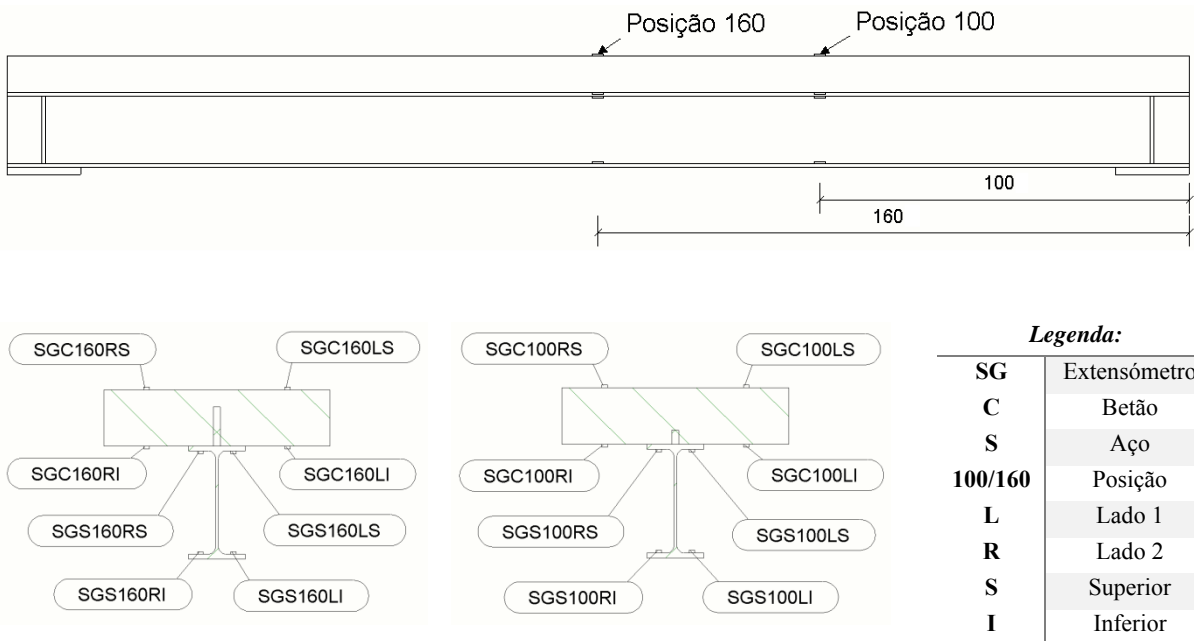 Posição 160 Posição 100
100
160
SGC160RS SGC160LS
SGC160RI SGC160LI
SGS160RS SGS160LS
SGS160RI SGS160LI
SGC100RS SGC100LS
SGC100RI SGC100LI
SGS100RS SGS100LS
SGS100RI SGS100LI
Legenda:
SG Extensómetro
C Betão
S Aço
100/160 Posição
L Lado 1
R Lado 2
S Superior
I Inferior